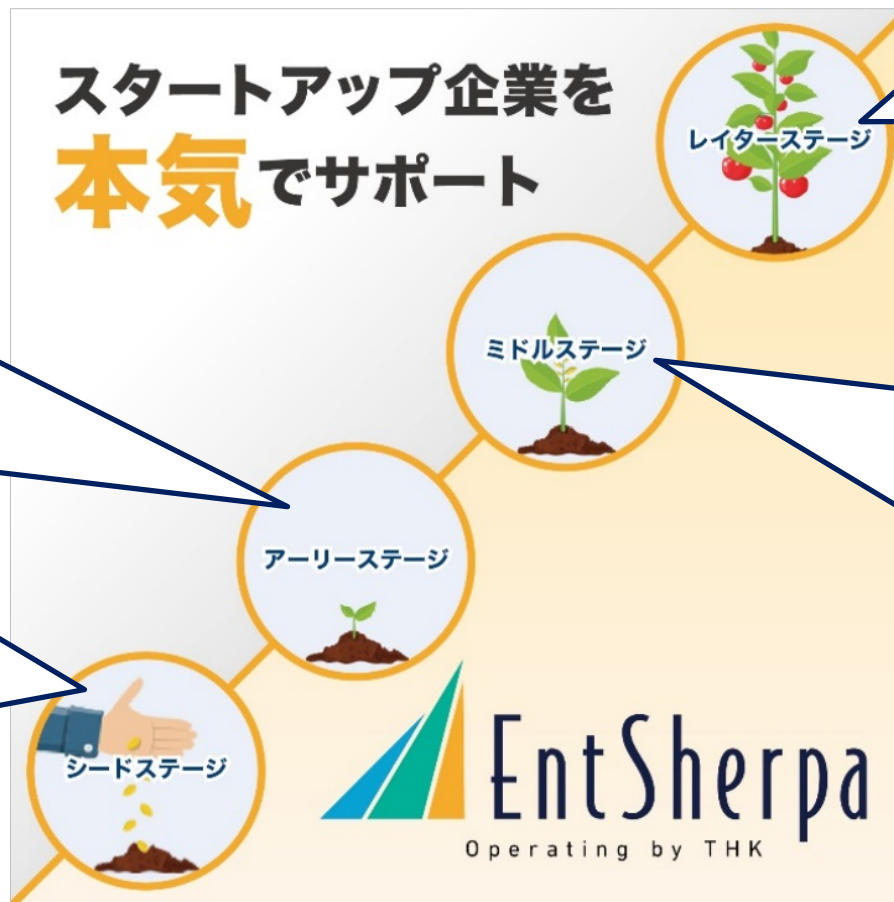 スタートアップ企業を
本気でサポート
レイターステージ
ミドルステージ
アーリーステージ
シードステージ
EntSherpa
Operating by THK